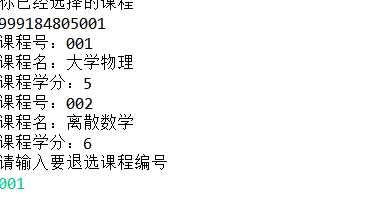 你已经选择的课程
999184805001
课程号：001
课程名：大学物理
课程学分：5
课程号：002
课程名：离散数学
课程学分：6
请输入要退选课程编号
001